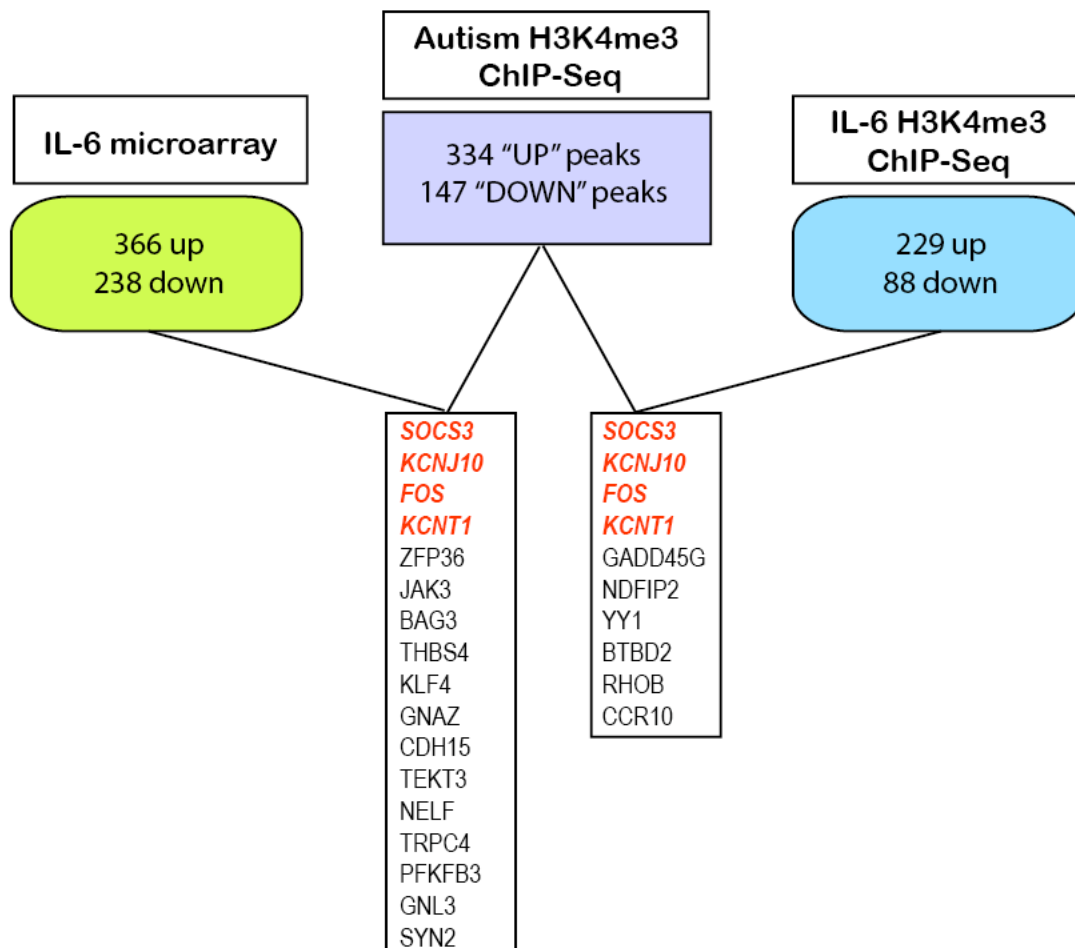 Autism H3K4me3
ChIP-Seq
IL-6 microarray
IL-6 H3K4me3
ChIP-Seq
334 “UP” peaks
147 “DOWN” peaks
366 up
238 down
229 up
88 down
SOCS3
KCNJ10
FOS
KCNT1
ZFP36
JAK3
BAG3
THBS4
KLF4
GNAZ
CDH15
TEKT3
NELF
TRPC4
PFKFB3
GNL3
SYN2
SOCS3
KCNJ10
FOS
KCNT1
GADD45G
NDFIP2
YY1
BTBD2
RHOB
CCR10